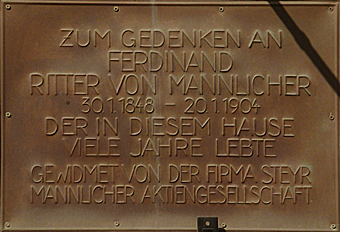 ZUM GEDENKEN AN
FERDINAND
RITTER VON MANNLICHER
30.1.1848 – 20.1.1904
DER IN DIESEM HAUSE
VIELE JAHRE LEBTE
GEWIDMET VON DER FIRMA STEYR
MANNLICHER AKTIENGESELLSCHAFT